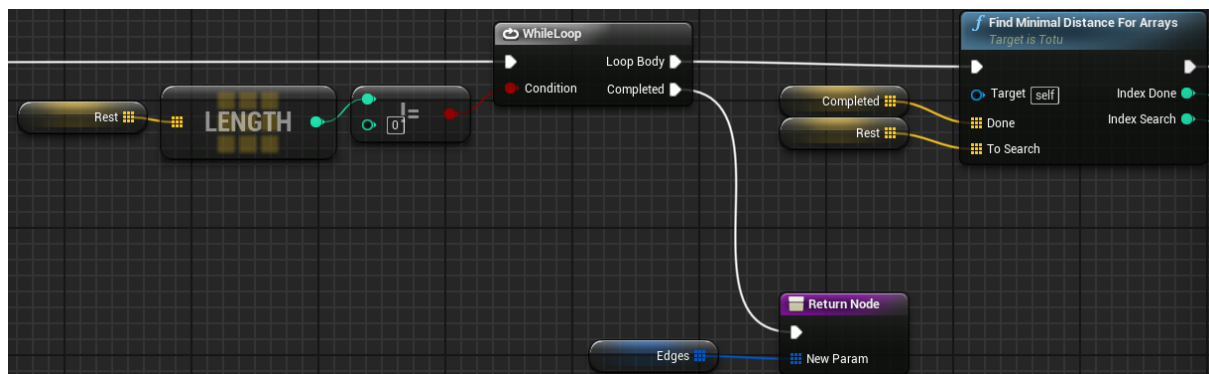 WhileLoop
Loop Body
Condition
Completed
Rest
LENGTH
!=
0
Find Minimal Distance For Arrays
Target is Totu
Target self
Index Done
Done
Index Search
To Search
Completed
Rest
Return Node
Edges
New Param